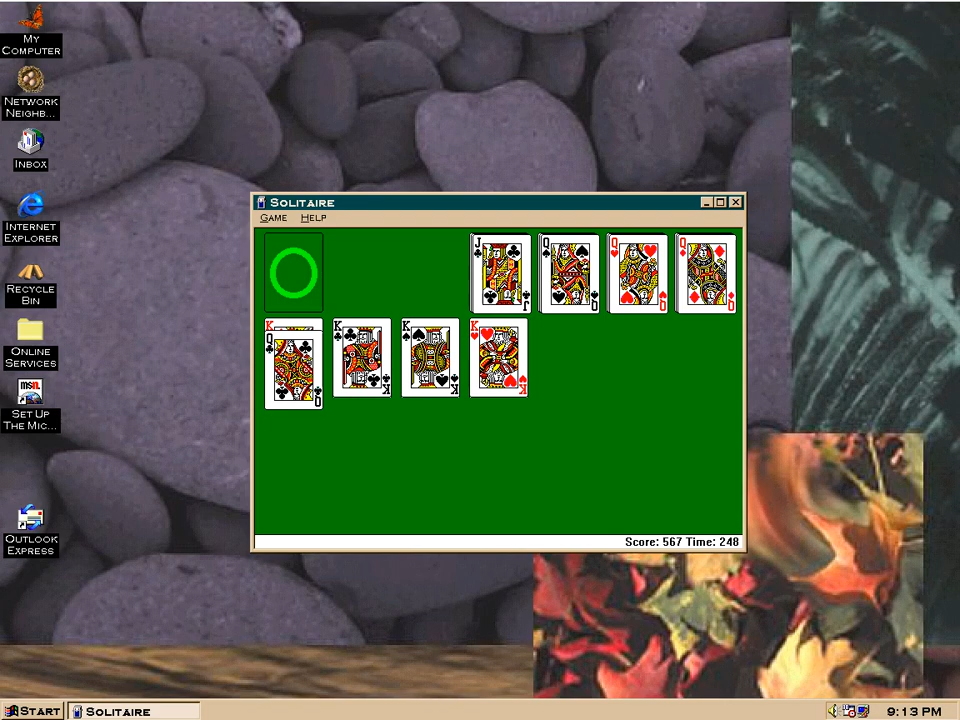 My
Computer
Network
Neighb...
Inbox
Internet
Explorer
Recycle
Bin
Online
Services
msn
Set Up
The Mic...
Outlook
Express
Solitaire
Game Help
J J Q Q Q Q Q Q
K Q Q K K K K K K
Score: 567 Time: 248
Start Solitaire 9:13 PM